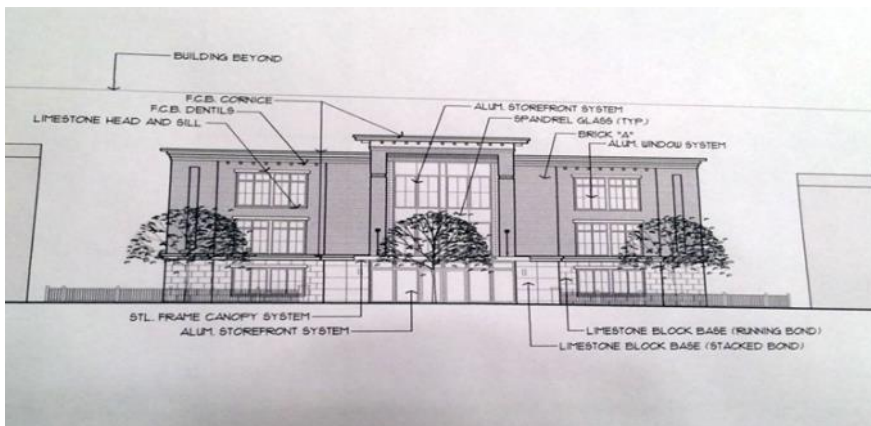 BUILDING BEYOND
F.C.B. CORNICE
F.C.B. DENTILS
LIMESTONE HEAD AND SILL
ALUM. STOREFRONT SYSTEM
SPANDREL GLASS (TYP.)
BRICK "A"
ALUM. WINDOW SYSTEM
STL. FRAME CANOPY SYSTEM
ALUM. STOREFRONT SYSTEM
LIMESTONE BLOCK BASE (RUNNING BOND)
LIMESTONE BLOCK BASE (STACKED BOND)